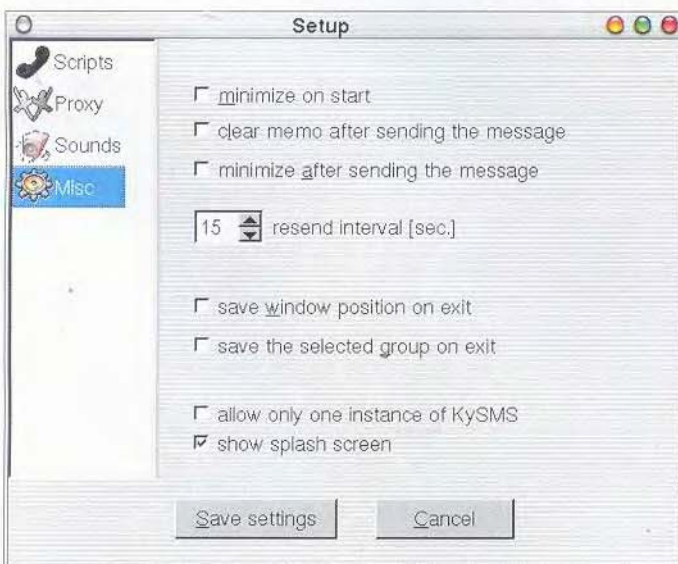 Setup
Scripts
Proxy
Sounds
Misc
minimize on start
clear memo after sending the message
minimize after sending the message
15 resend interval [sec.]
save window position on exit
save the selected group on exit
allow only one instance of KySMS
show splash screen
Save settings
Cancel